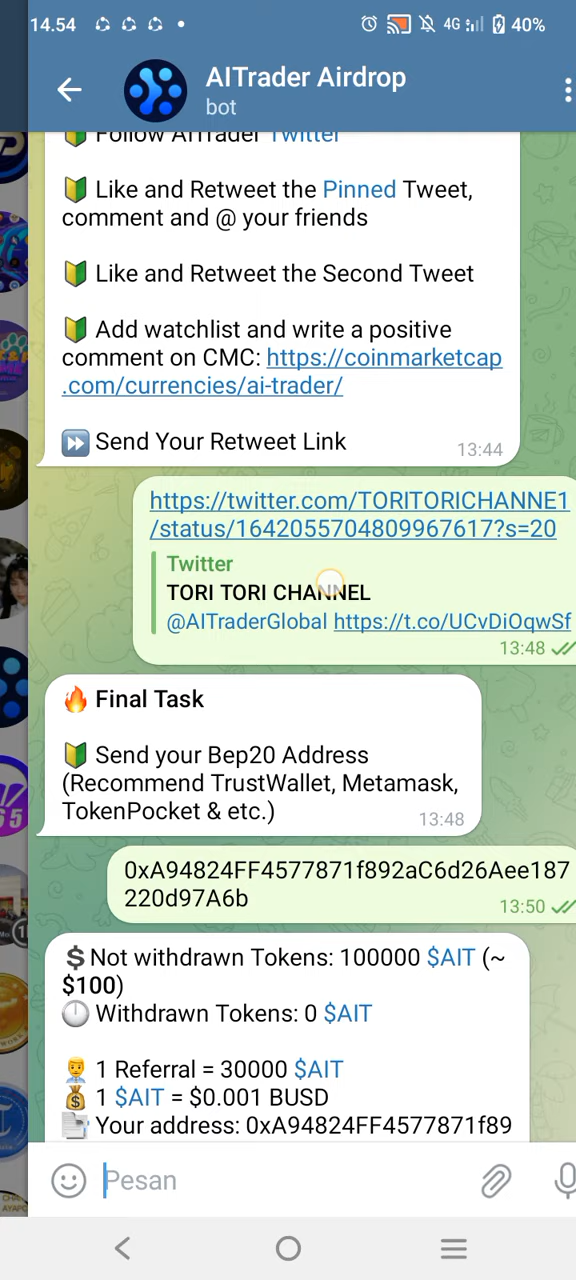 14.54
4G
40%
AITrader Airdrop
bot
Follow AITrader Twitter
Like and Retweet the Pinned Tweet,
comment and @ your friends
Like and Retweet the Second Tweet
Add watchlist and write a positive
comment on CMC: https://coinmarketcap
.com/currencies/ai-trader/
Send Your Retweet Link
13:44
https://twitter.com/TORITORICHANNE1
/status/1642055704809967617?s=20
Twitter
TORI TORI CHANNEL
@AITraderGlobal https://t.co/UCvDiOqwSf
13:48
Final Task
Send your Bep20 Address
(Recommend TrustWallet, Metamask,
TokenPocket & etc.)
13:48
0xA94824FF4577871f892aC6d26Aee187
220d97A6b
13:50
Not withdrawn Tokens: 100000 $AIT (~
$100)
Withdrawn Tokens: 0 $AIT
1 Referral = 30000 $AIT
1 $AIT = $0.001 BUSD
Your address: 0xA94824FF4577871f89
Pesan